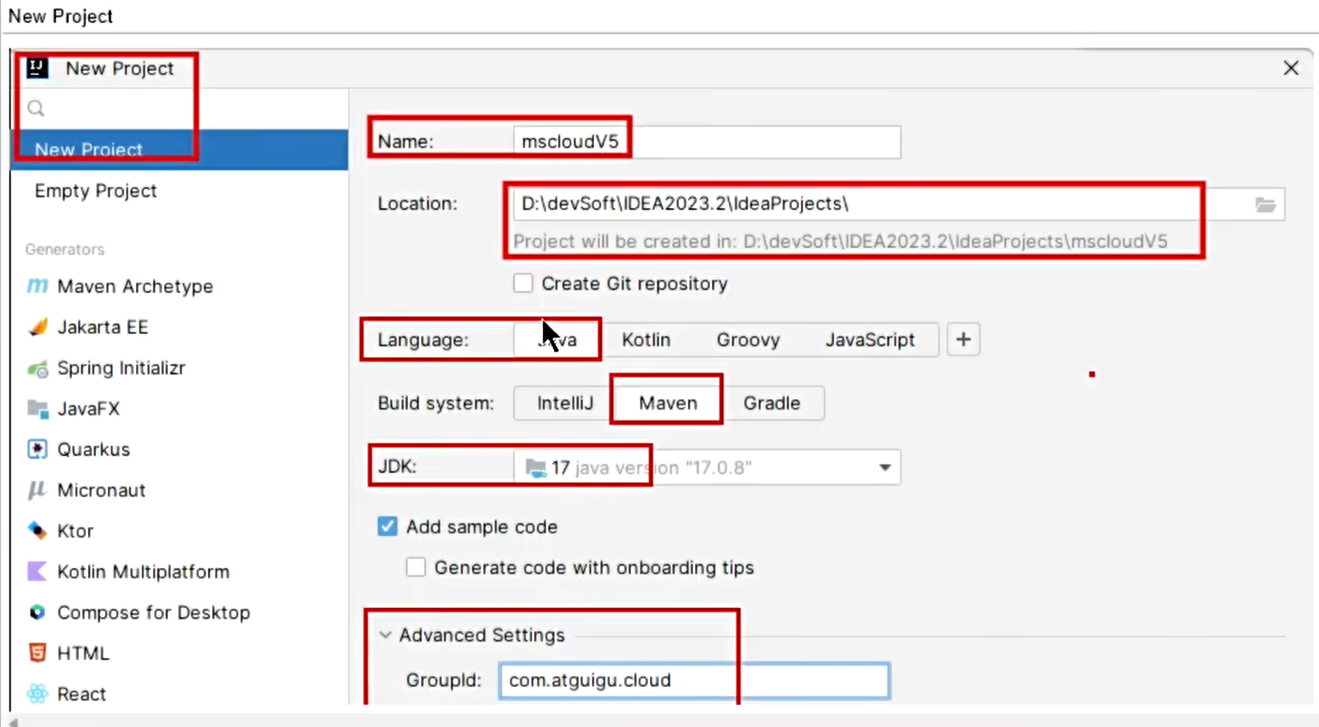 New Project
New Project
New Project
Empty Project
Generators
Maven Archetype
Jakarta EE
Spring Initializr
JavaFX
Quarkus
Micronaut
Ktor
Kotlin Multiplatform
Compose for Desktop
HTML
React
Name: mscloudV5
Location: D:\devSoft\IDEA2023.2\IdeaProjects\
Project will be created in: D:\devSoft\IDEA2023.2\IdeaProjects\mscloudV5
Create Git repository
Language: Java Kotlin Groovy JavaScript +
Build system: IntelliJ Maven Gradle
JDK: 17 java version "17.0.8"
Add sample code
Generate code with onboarding tips
Advanced Settings
GroupId: com.atguigu.cloud